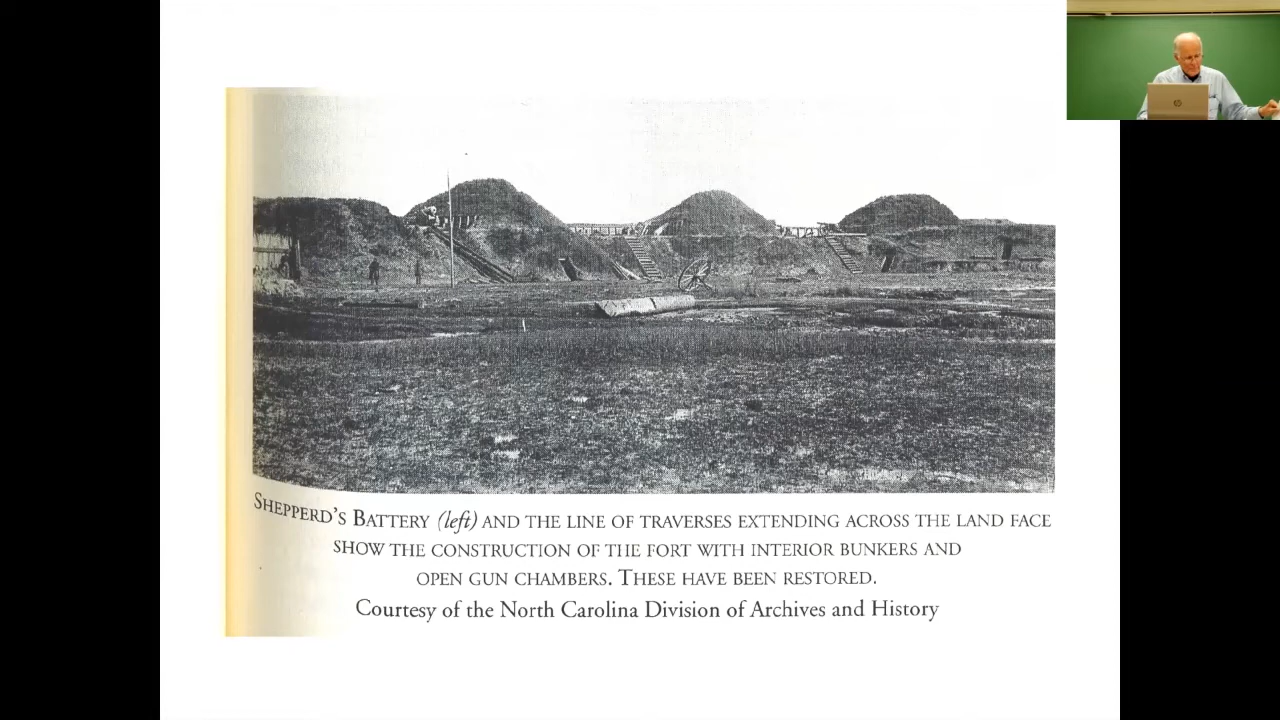 SHEPPERD'S BATTERY (left) AND THE LINE OF TRAVERSES EXTENDING ACROSS THE LAND FACE
SHOW THE CONSTRUCTION OF THE FORT WITH INTERIOR BUNKERS AND
OPEN GUN CHAMBERS. THESE HAVE BEEN RESTORED.
Courtesy of the North Carolina Division of Archives and History